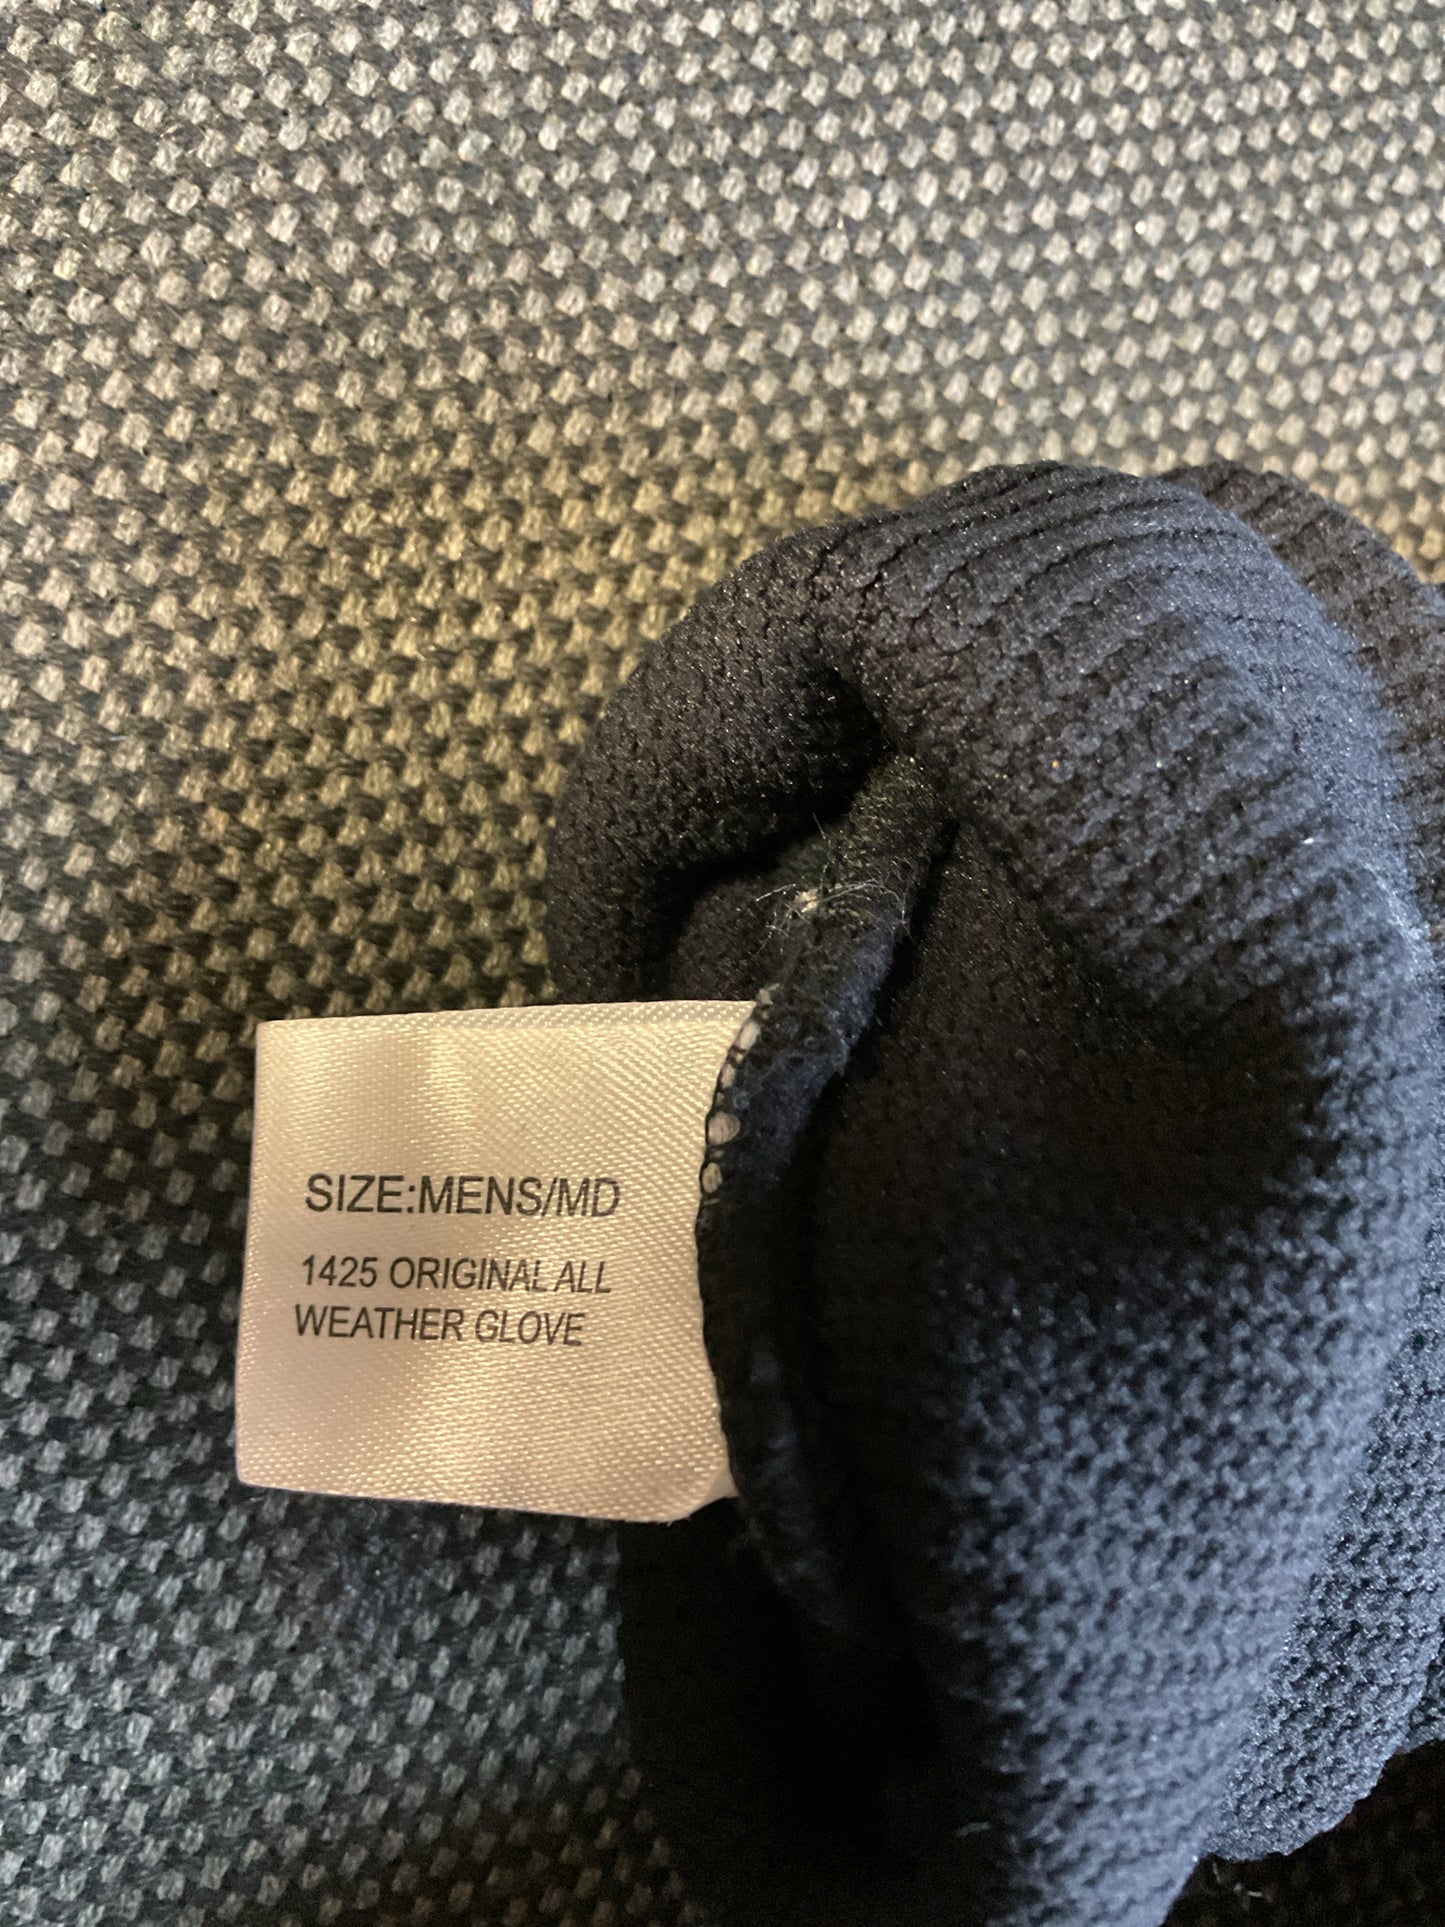 SIZE:MENS/MD
1425 ORIGINAL ALL
WEATHER GLOVE